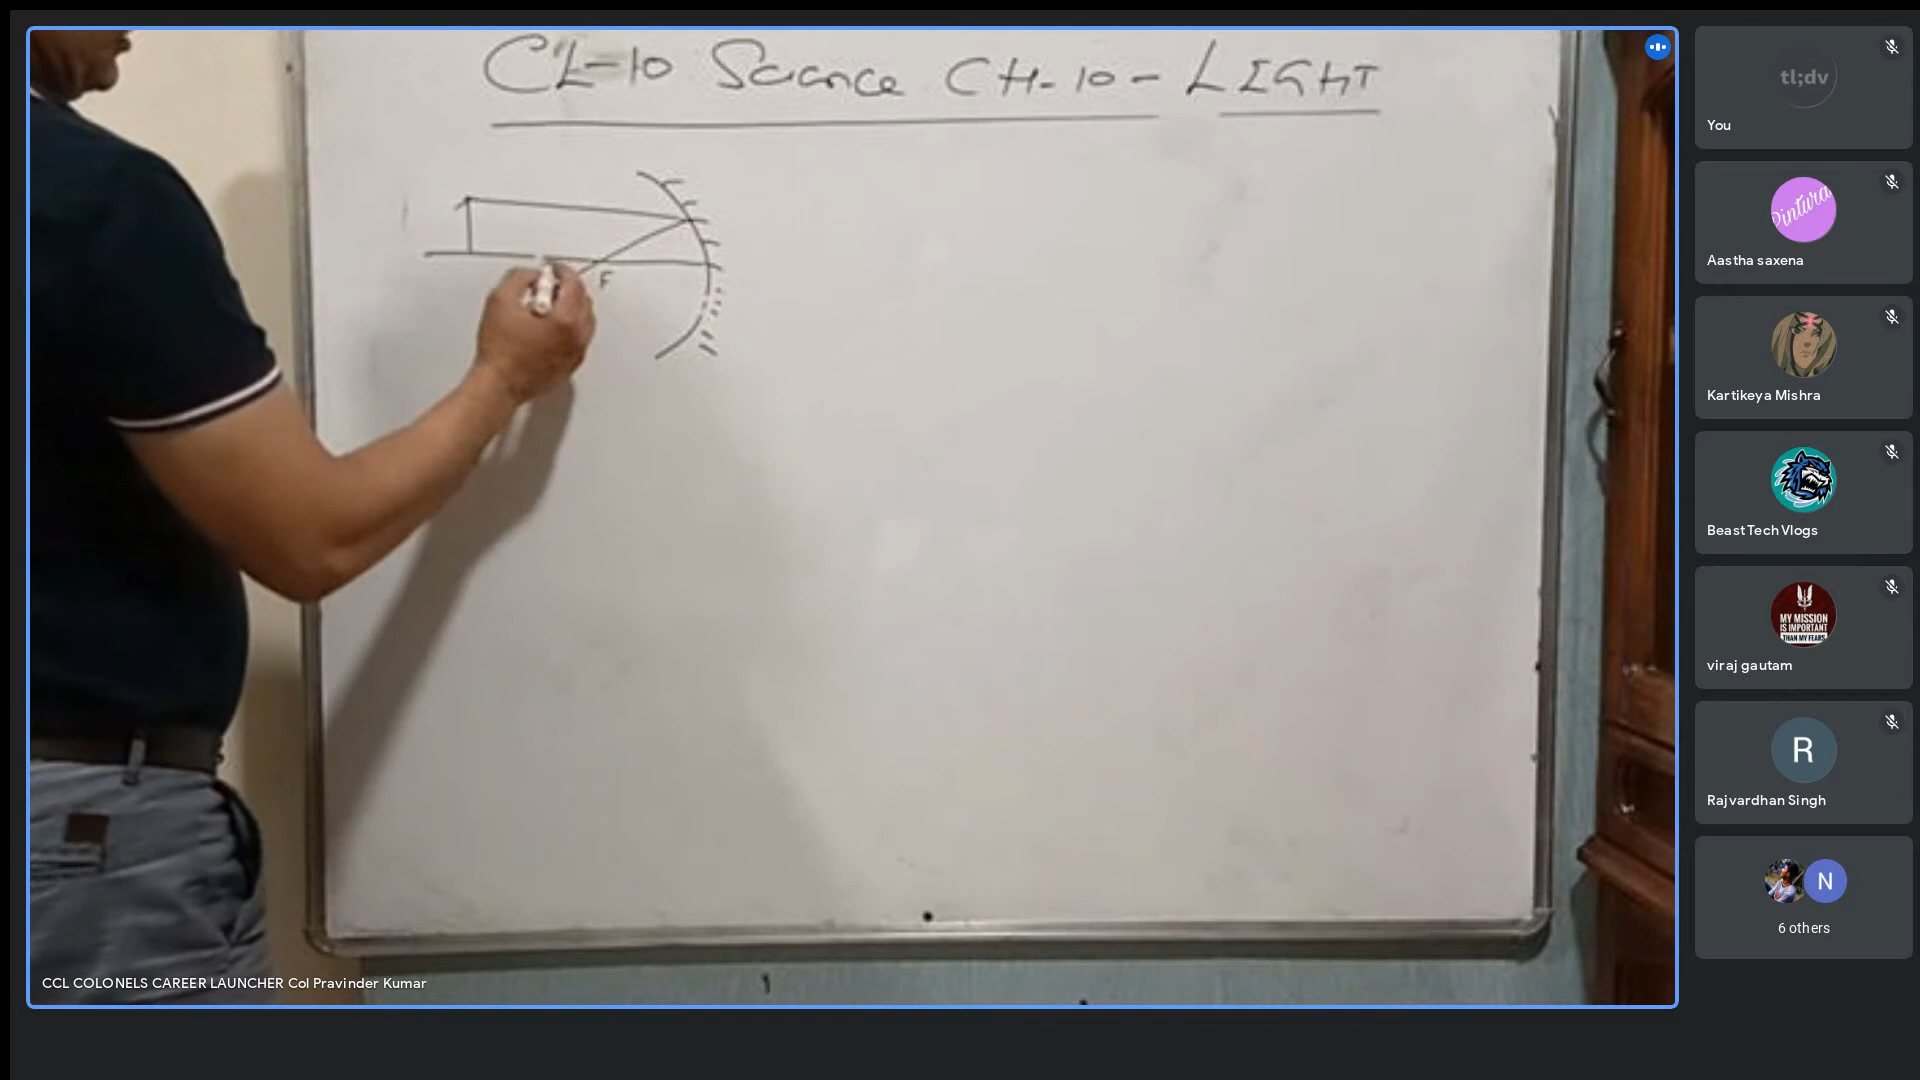 CL-10 Science CH-10- LIGHT
F
CCL COLONELS CAREER LAUNCHER Col Pravinder Kumar
tl;dv
You
Pintura
Aastha saxena
Kartikeya Mishra
Beast Tech Vlogs
MY MISSION
IS IMPORTANT
THAN MY FEARS
viraj gautam
R
Rajvardhan Singh
N
6 others